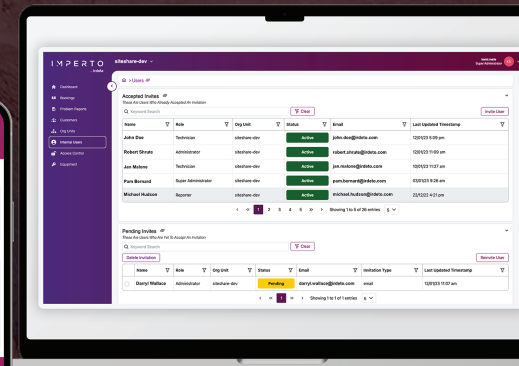 IMPERTO
siteshare-dev
Super Administrator
Users
Dashboard
Bookings
Problem Reports
Customers
Org Units
Internal Users
Access Control
Equipment
Accepted Invites
These Are Users Who Already Accepted An Invitation
Keyword Search Clear Invite User
Name Role Org Unit Status Email Last Updated Timestamp
John Doe Technician siteshare-dev Active john.doe@irdeto.com 12/01/23 5:05 pm
Robert Shrute Administrator siteshare-dev Active robert.shrute@irdeto.com 12/01/23 11:09 am
Jan Malone Technician siteshare-dev Active jan.malone@irdeto.com 12/01/23 11:27 am
Pam Bernard Super Administrator siteshare-dev Active pam.bernard@irdeto.com 03/01/23 9:26 am
Michael Hudson Reporter siteshare-dev Active michael.hudson@irdeto.com 22/12/22 4:21 pm
« < 1 2 3 4 5 > » Showing 1 to 5 of 26 entries 5
Pending Invites
These Are Users Who Are Yet To Accept An Invitation
Keyword Search Clear
Delete Invitation Reinvite User
Name Role Org Unit Status Email Invitation Type Last Updated Timestamp
Darryl Wallace Administrator siteshare-dev Pending darryl.wallace@irdeto.com email 12/01/23 11:07 am
« < 1 > » Showing 1 to 1 of 1 entries 5